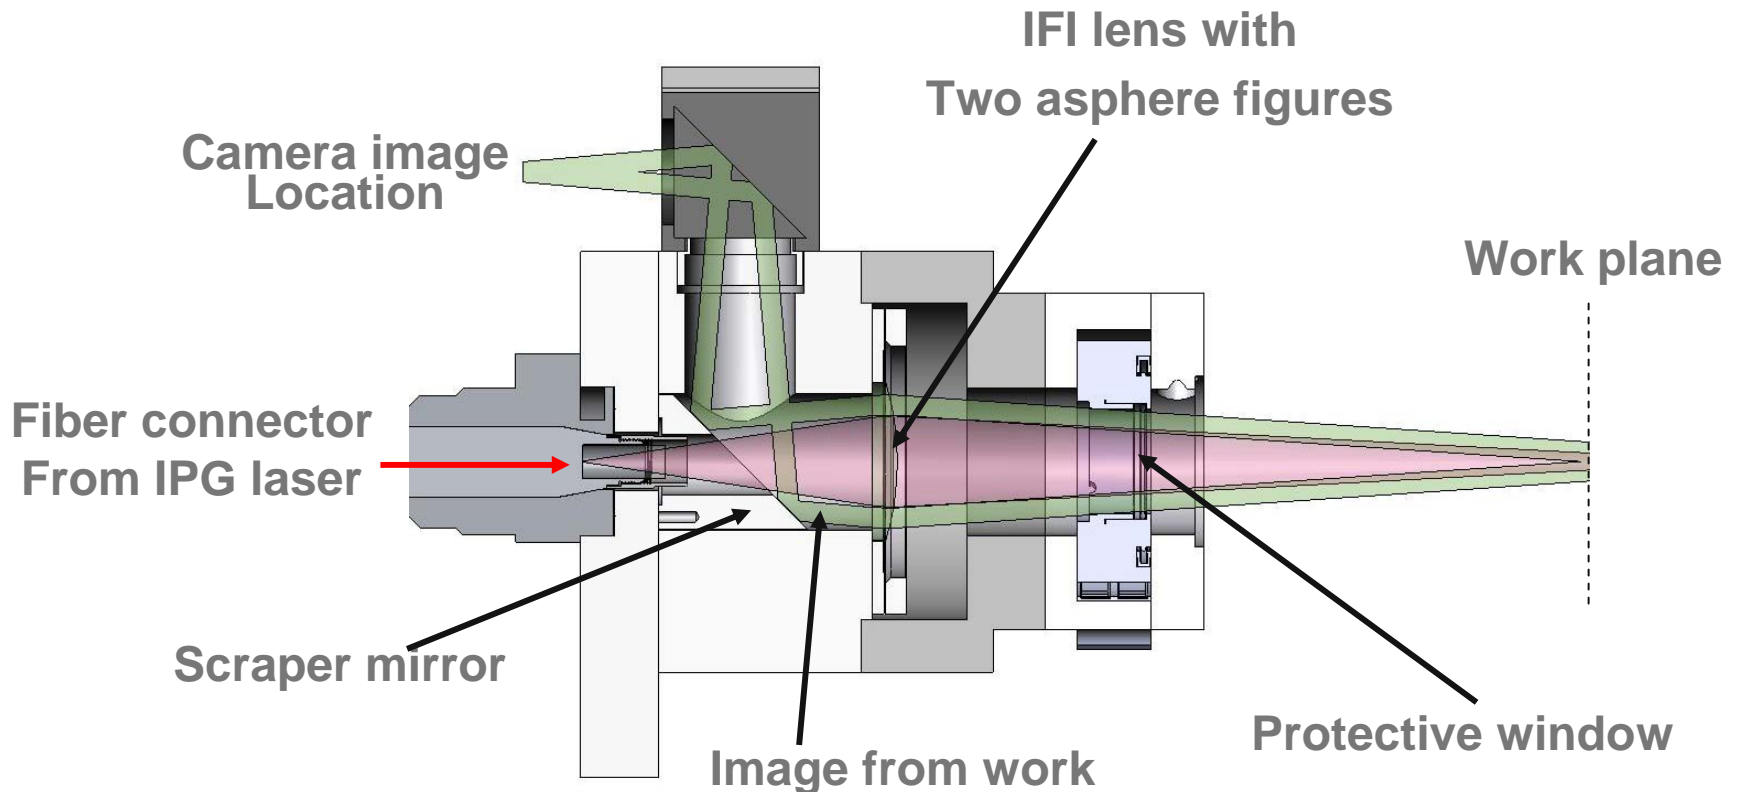 IFI lens with
Two asphere figures
Camera image
Location
Work plane
Fiber connector
From IPG laser
Scraper mirror
Image from work
Protective window